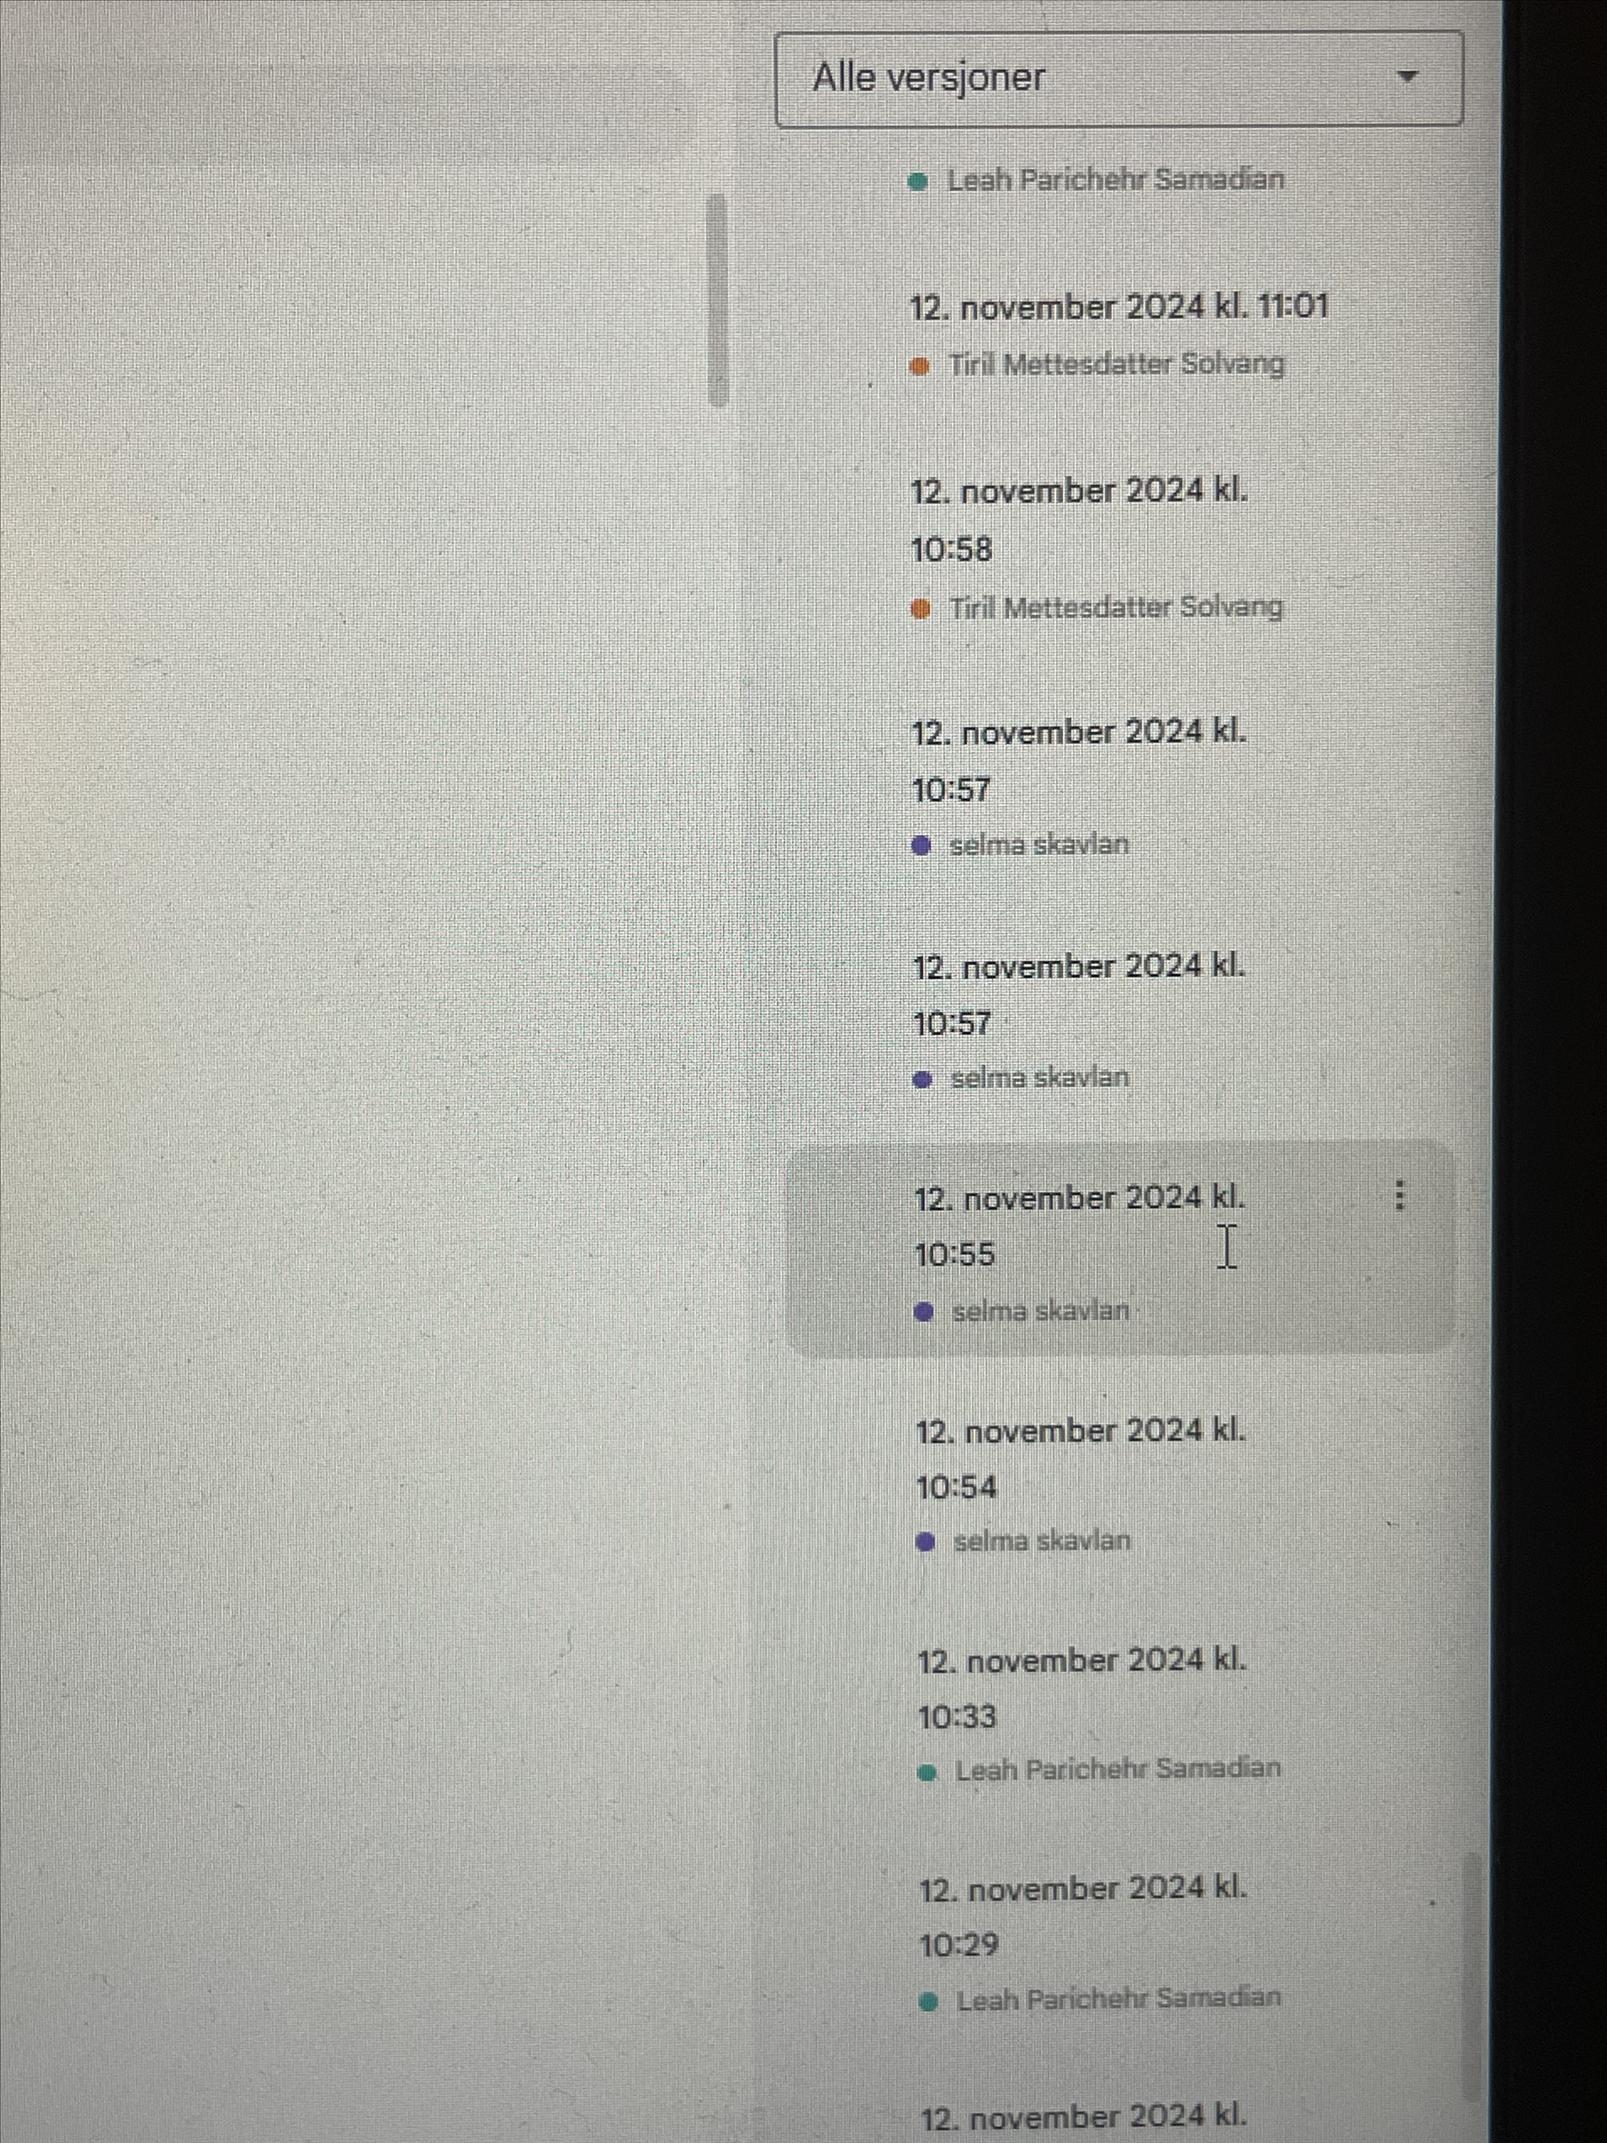 Alle versjoner
Leah Parichehr Samadian
12. november 2024 kl. 11:01
Tiril Mettesdatter Solvang
12. november 2024 kl.
10:58
Tiril Mettesdatter Solvang
12. november 2024 kl.
10:57
selma skavlan
12. november 2024 kl.
10:57
selma skavlan
12. november 2024 kl.
10:55
selma skavlan
12. november 2024 kl.
10:54
selma skavlan
12. november 2024 kl.
10:33
Leah Parichehr Samadian
12. november 2024 kl.
10:29
Leah Parichehr Samadian
12. november 2024 kl.